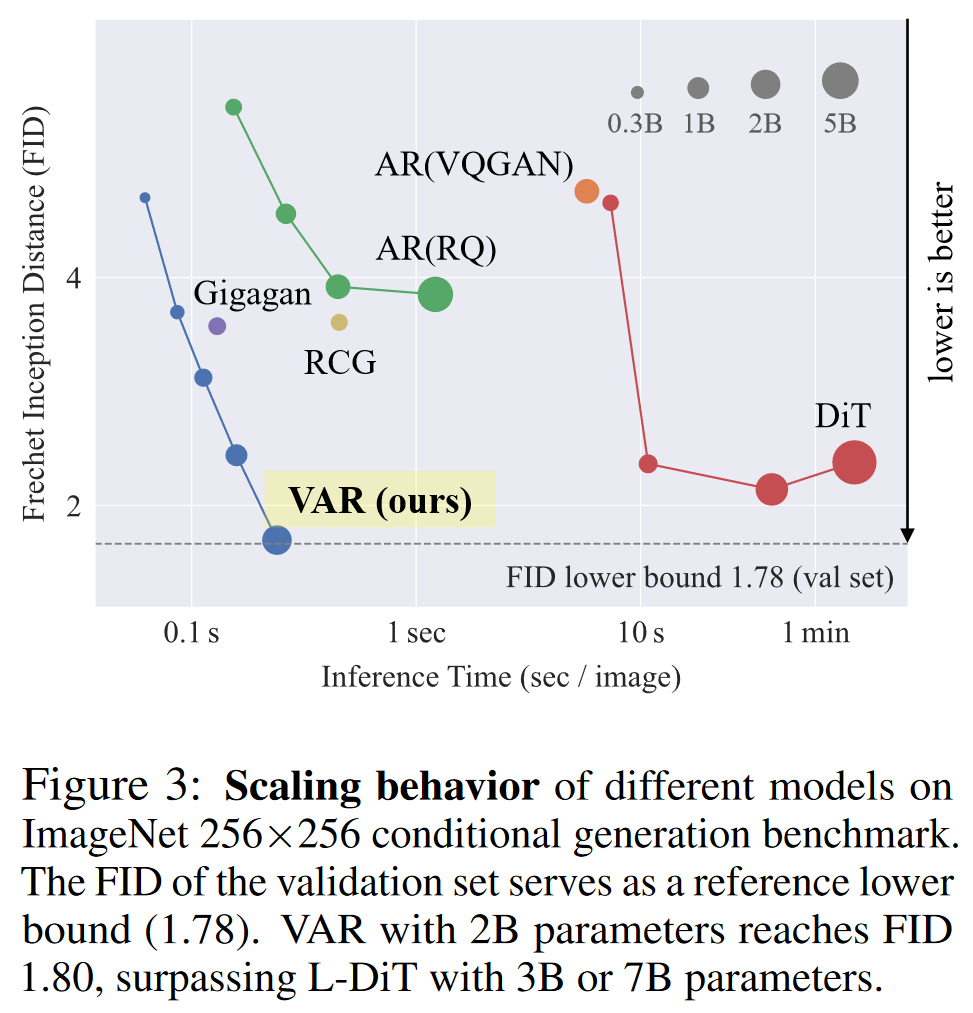 Frechet Inception Distance (FID)
4
2
0.3B 1B 2B 5B
AR(VQGAN)
AR(RQ)
Gigagan
RCG
DiT
VAR (ours)
FID lower bound 1.78 (val set)
lower is better
0.1 s 1 sec 10 s 1 min
Inference Time (sec / image)
Figure 3: Scaling behavior of different models on
ImageNet 256×256 conditional generation benchmark.
The FID of the validation set serves as a reference lower
bound (1.78). VAR with 2B parameters reaches FID
1.80, surpassing L-DiT with 3B or 7B parameters.